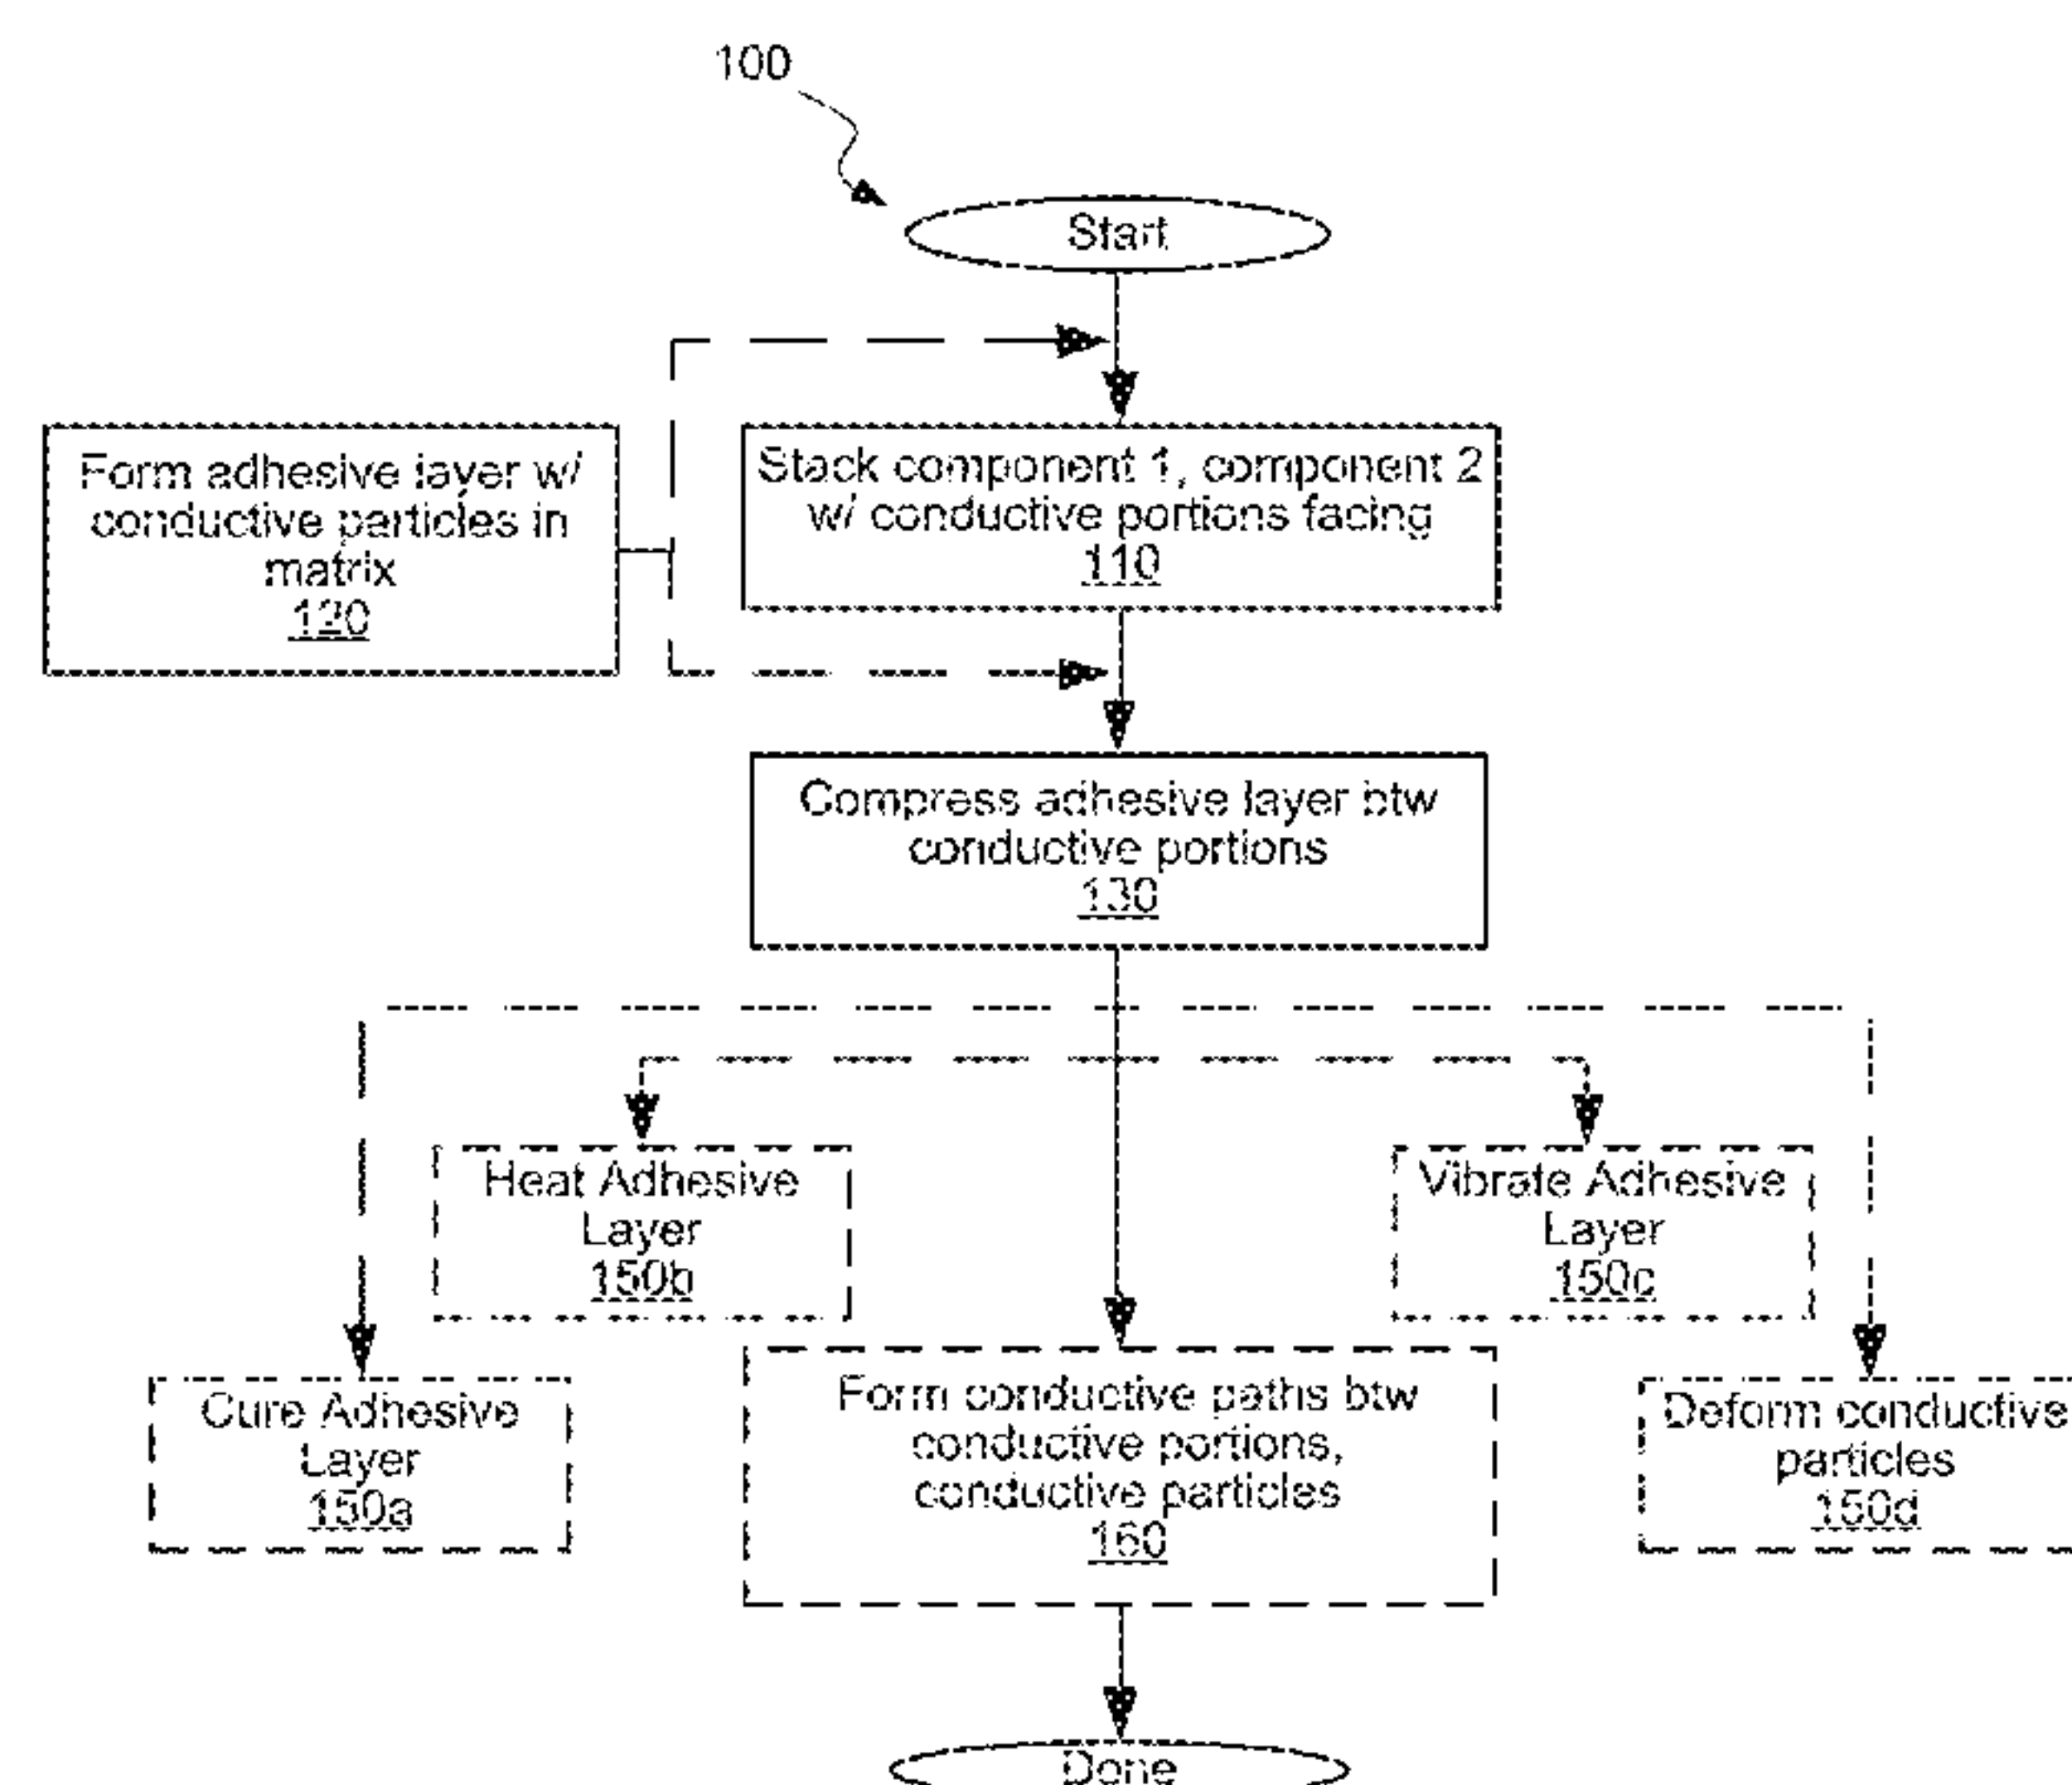 100
Start
Form adhesive layer w/
conductive particles in
matrix
120
Stack component 1, component 2
w/ conductive portions facing
110
Compress adhesive layer btw
conductive portions
130
Heat Adhesive
Layer
150b
Vibrate Adhesive
Layer
150c
Cure Adhesive
Layer
150a
Form conductive paths btw
conductive portions,
conductive particles
160
Deform conductive
particles
150d
Done